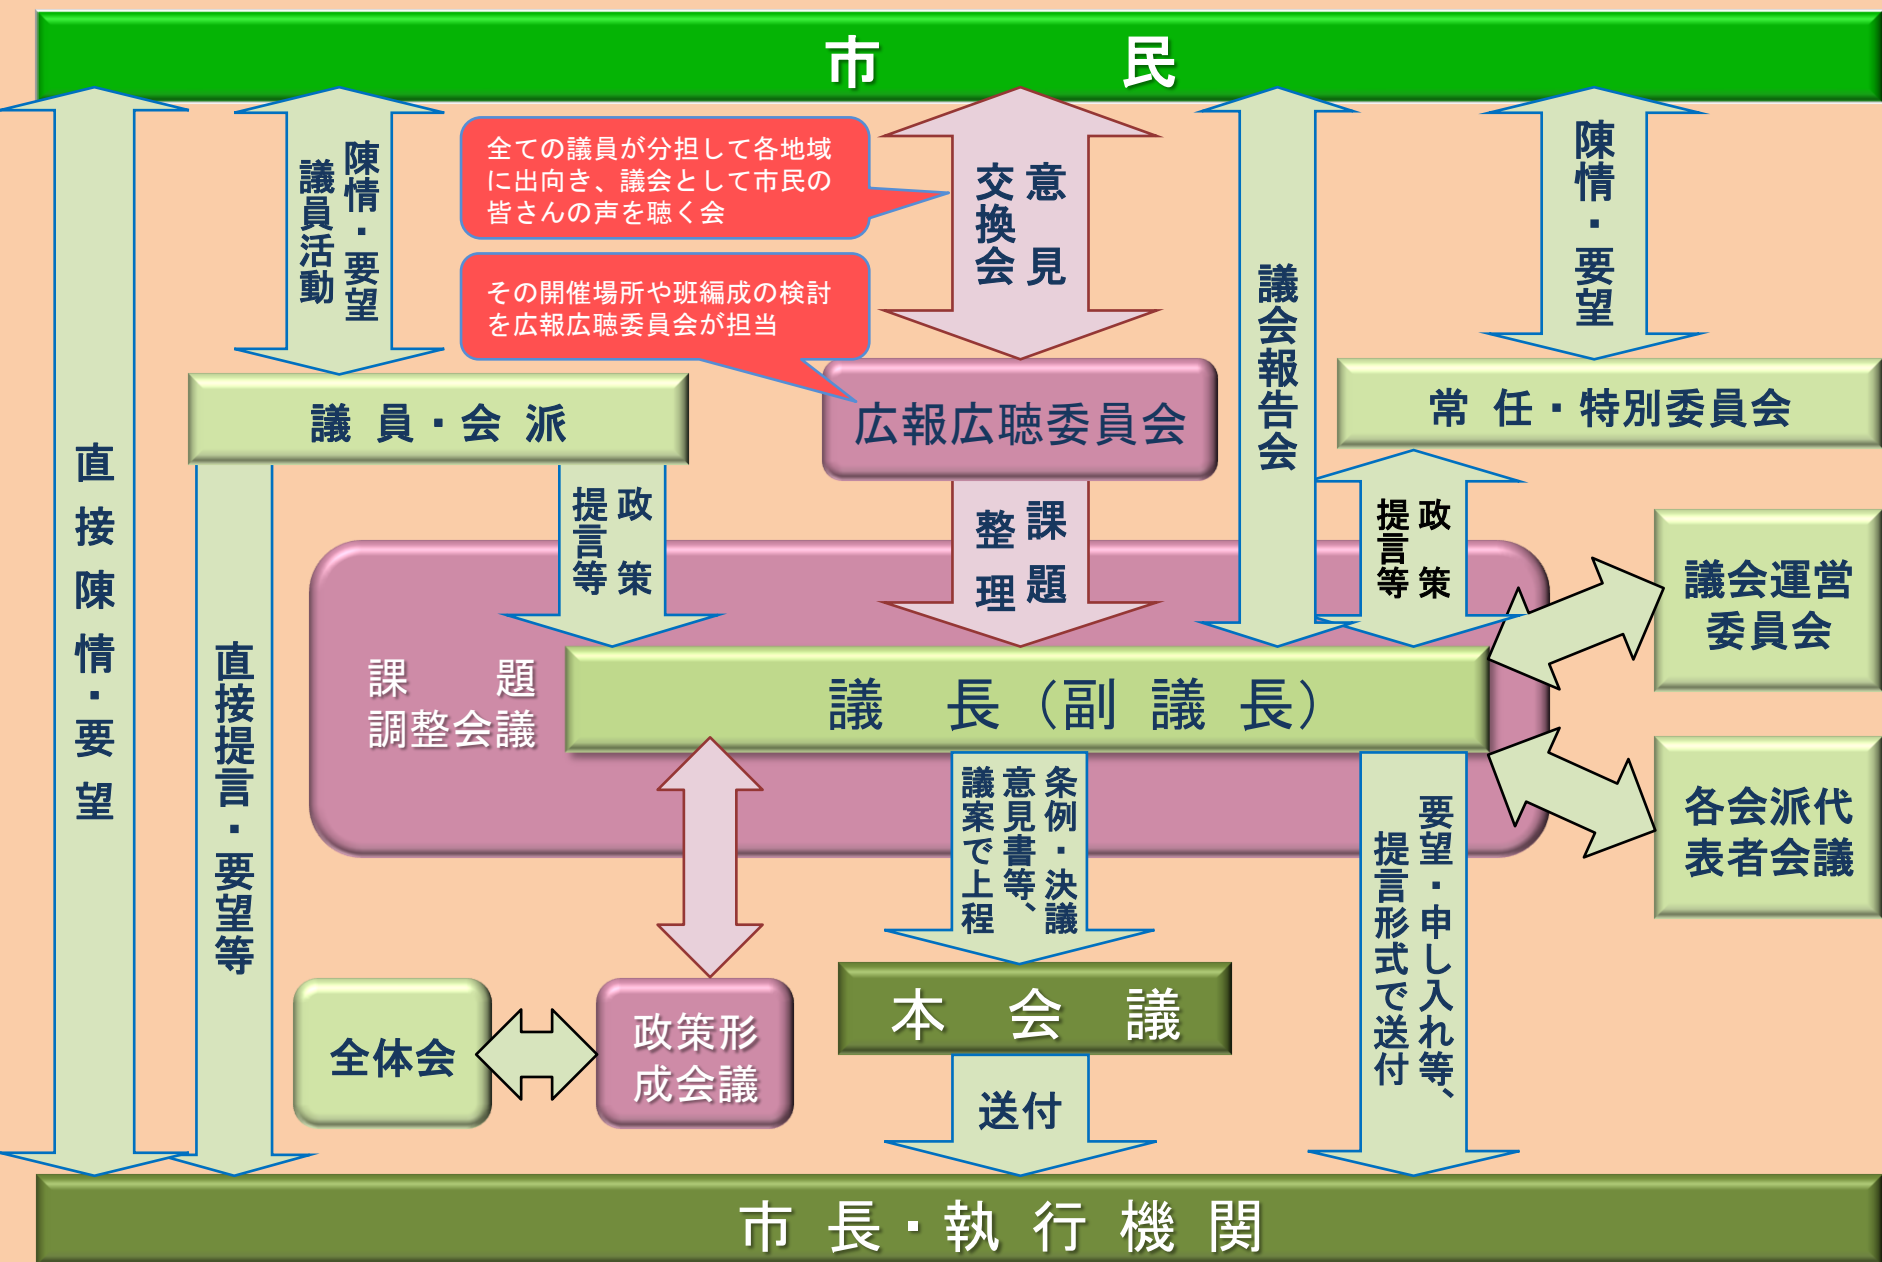 市　民
陳情・要望
議員活動
全ての議員が分担して各地域
に出向き、議会として市民の
皆さんの声を聴く会
意見
交換会
陳情・要望
その開催場所や班編成の検討
を広報広聴委員会が担当
議会報告会
直接陳情・要望
議員・会派
広報広聴委員会
常任・特別委員会
政策
提言等
課題
整理
政策
提言等
議会運営
委員会
直接提言・要望等
課題
調整会議
議長（副議長）
各会派代
表者会議
条例・決議
意見書等、
議案で上程
要望・申し入れ等、
提言形式で送付
全体会
政策形
成会議
本会議
送付
市長・執行機関